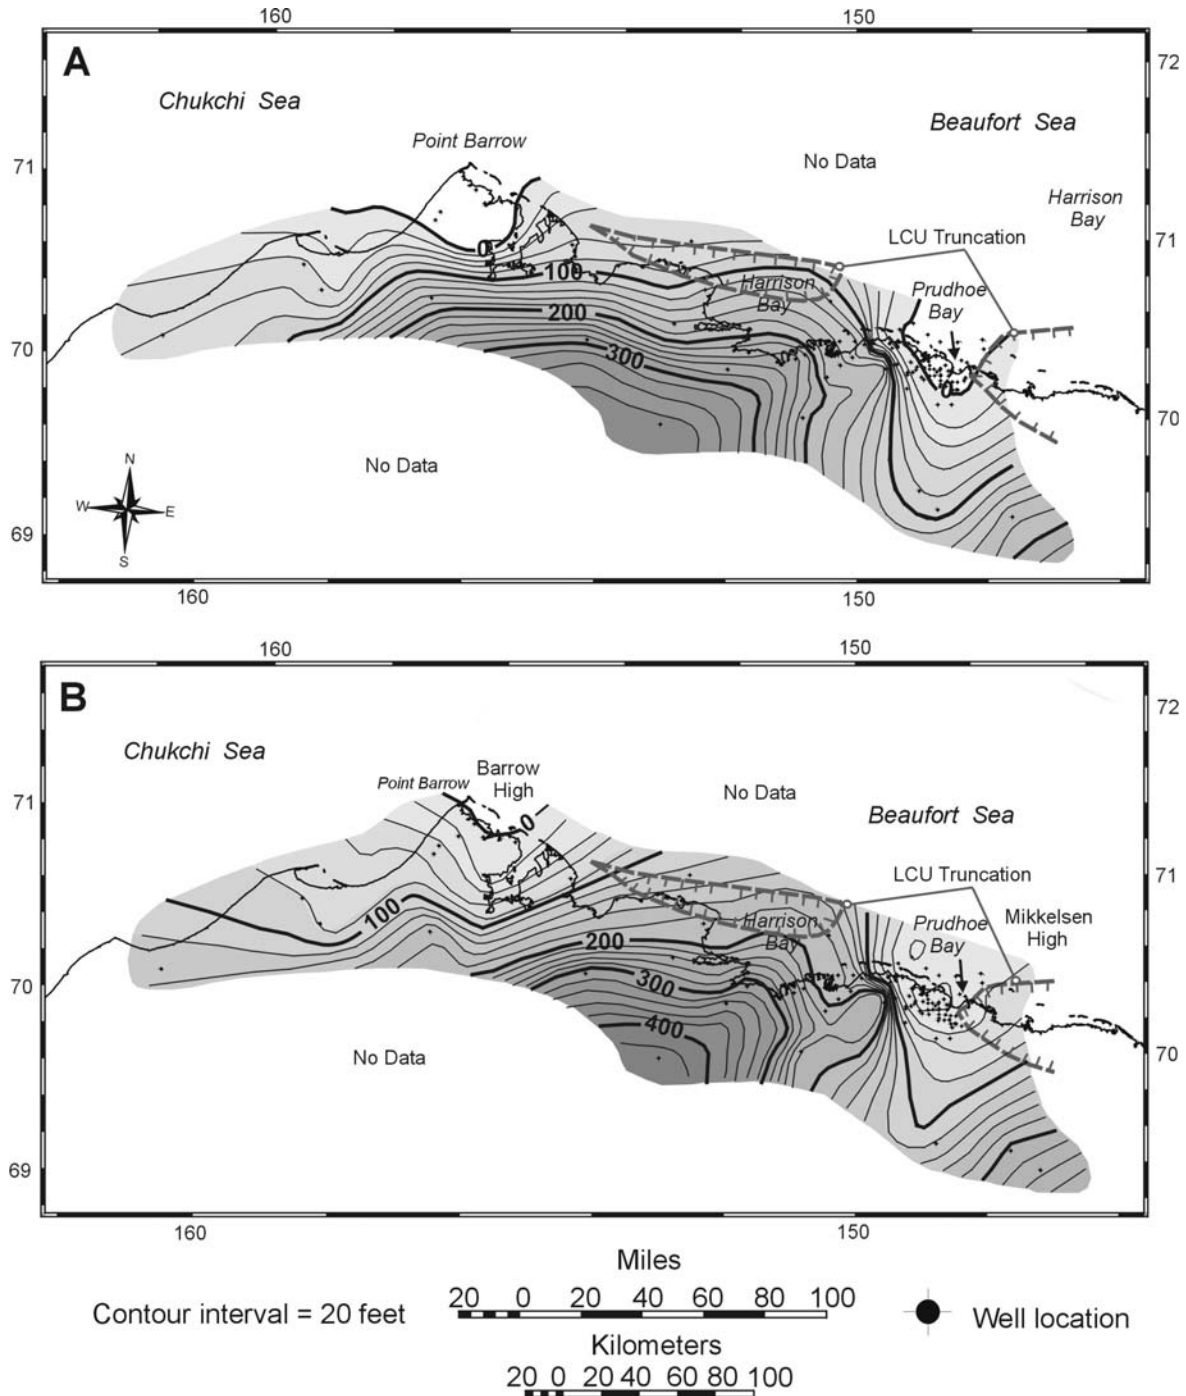 160
150
A
Chukchi Sea
Beaufort Sea
72
Point Barrow
No Data
71
Harrison
Bay
LCU Truncation
71
0
100
Harrison
Bay
Prudhoe
Bay
200
70
300
0
70
No Data
N
W
E
S
69
160
150
160
150
B
72
Chukchi Sea
Point Barrow
Barrow
High
No Data
71
0
Beaufort Sea
LCU Truncation
71
100
Harrison
Bay
Prudhoe
Bay
Mikkelsen
High
200
70
300
400
70
No Data
69
160
150
Miles
Contour interval = 20 feet
20 0 20 40 60 80 100
Well location
Kilometers
20 0 20 40 60 80 100